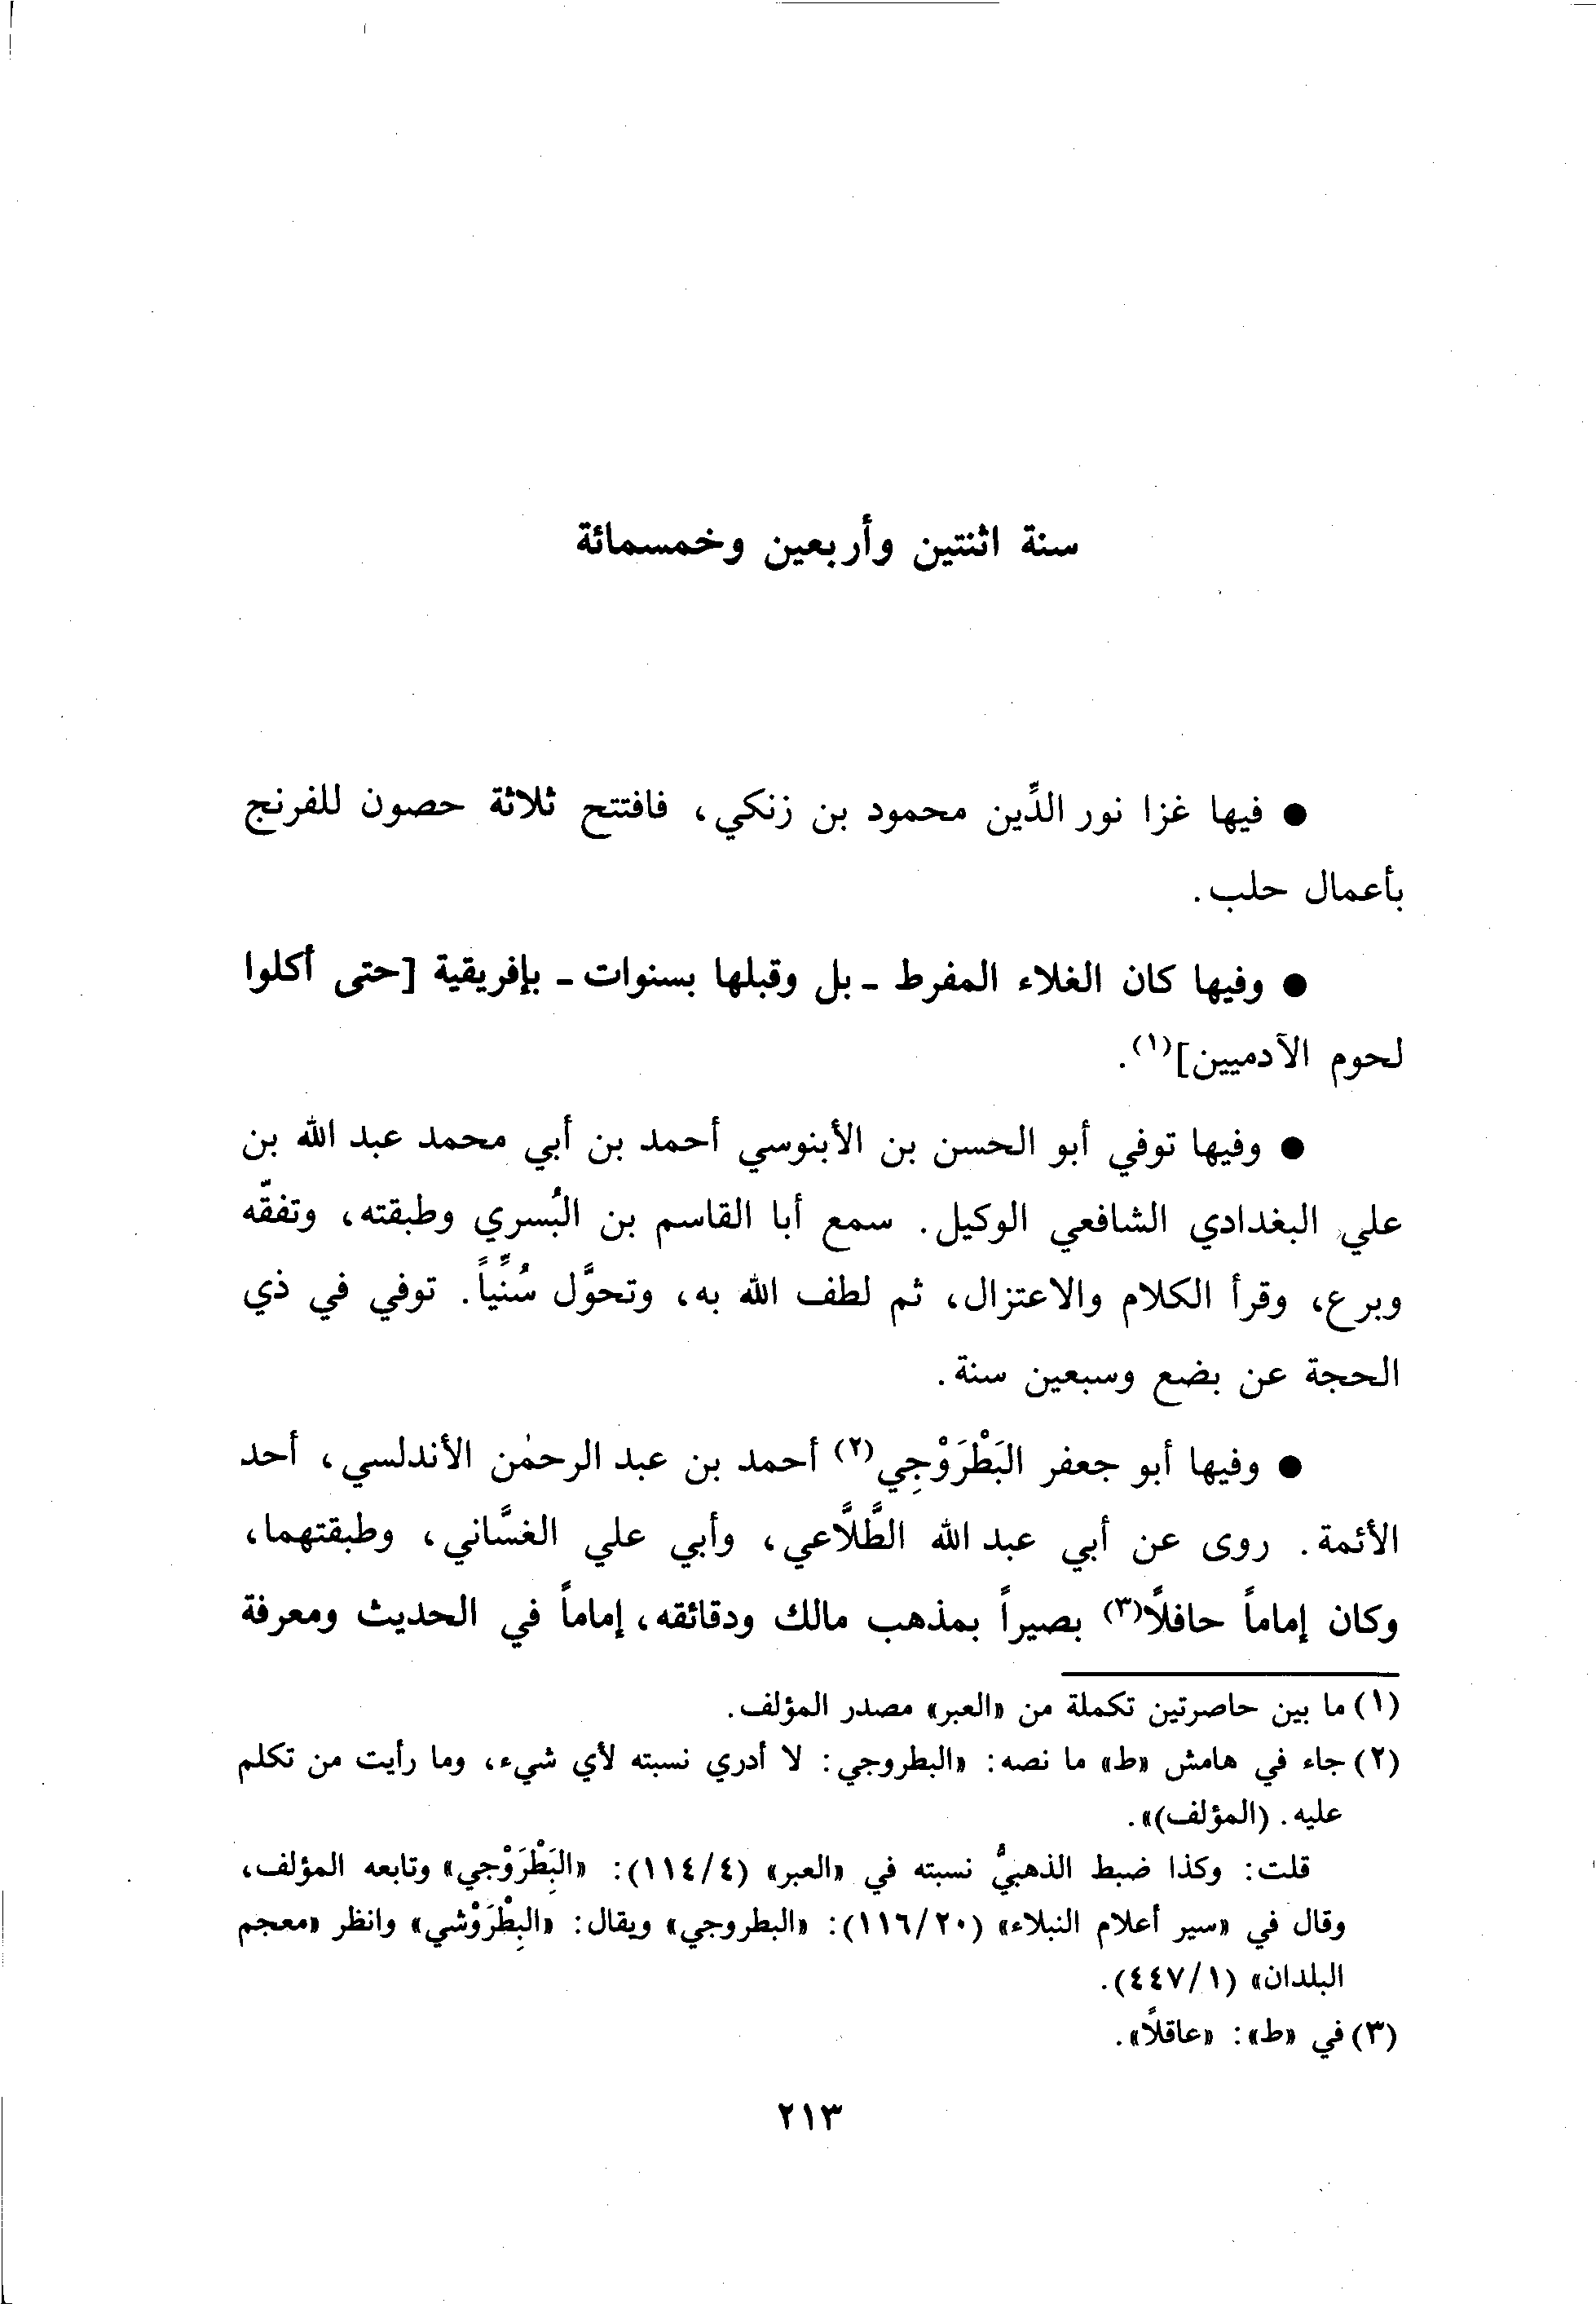 سنة اثنتين وأربعين وخمسمائة
● فيها غزا نور الدِّين محمود بن زنكي، فافتتح ثلاثة حصون للفرنج
بأعمال حلب.
● وفيها كان الغلاء المفرط - بل وقبلها بسنوات - بإفريقية [حتى أكلوا
لحوم الآدميين](١).
● وفيها توفي أبو الحسن بن الأبنوسي أحمد بن أبي محمد عبد الله بن
علي البغدادي الشافعي الوكيل. سمع أبا القاسم بن البُسري وطبقته، وتفقّه
وبرع، وقرأ الكلام والاعتزال، ثم لطف الله به، وتحوَّل سُنِّياً. توفي في ذي
الحجة عن بضع وسبعين سنة.
● وفيها أبو جعفر البَطْرَوْجِي(٢) أحمد بن عبد الرحمٰن الأندلسي، أحد
الأئمة. روى عن أبي عبد الله الطَّلَّاعي، وأبي علي الغسَّاني، وطبقتهما،
وكان إماماً حافلًا(٣) بصيراً بمذهب مالك ودقائقه، إماماً في الحديث ومعرفة
(١) ما بين حاصرتين تكملة من «العبر» مصدر المؤلف.
(٢) جاء في هامش «ط» ما نصه: «البطروجي: لا أدري نسبته لأي شيء، وما رأيت من تكلم
عليه. (المؤلف)».
قلت: وكذا ضبط الذهبيُّ نسبته في «العبر» (٤/١١٤): «البَِطْرَوْجي» وتابعه المؤلف،
وقال في «سير أعلام النبلاء» (٢٠/١١٦): «البطروجي» ويقال: «البِطْرَوْشي» وانظر «معجم
البلدان» (١/٤٤٧).
(٣) في «ط»: «عاقلًا».
٢١٣